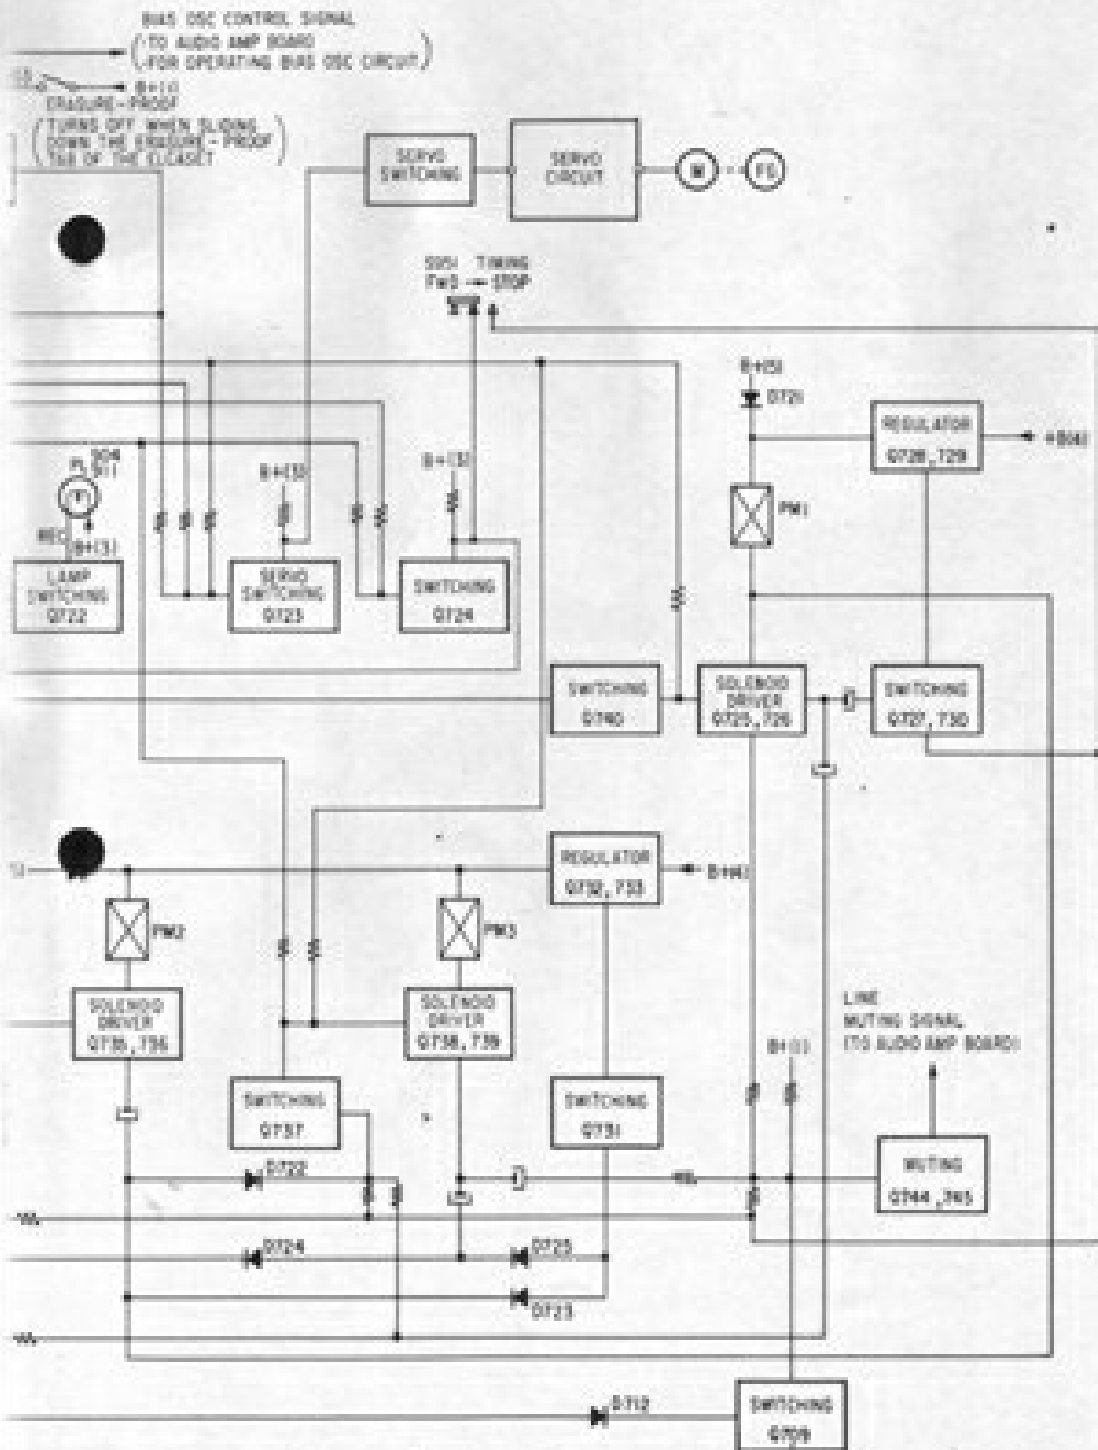 BIAS OSC CONTROL SIGNAL
(·TO AUDIO AMP BOARD
·FOR OPERATING BIAS OSC CIRCUIT)
B+(1)
ERASURE-PROOF
(TURNS OFF WHEN SLIDING
DOWN THE ERASURE-PROOF
TAB OF THE ELCASET)
SERVO
SWITCHING
SERVO
CIRCUIT
M
FG
S951 TIMING
FWD → STOP
B+(5)
D721
REGULATOR
Q728,729
PM1
PL
REC
B+(3)
B+(3)
B+(3)
LAMP
SWITCHING
Q722
SERVO
SWITCHING
Q723
SWITCHING
Q724
SWITCHING
Q740
SOLENOID
DRIVER
Q725,726
SWITCHING
Q727,730
REGULATOR
Q732,733
B+(4)
PM2
PM3
SOLENOID
DRIVER
Q735,736
SOLENOID
DRIVER
Q738,739
LINE
MUTING SIGNAL
(TO AUDIO AMP BOARD)
B+(1)
SWITCHING
Q737
SWITCHING
Q731
MUTING
Q744,745
D722
D724
D725
D723
D712
SWITCHING
Q709